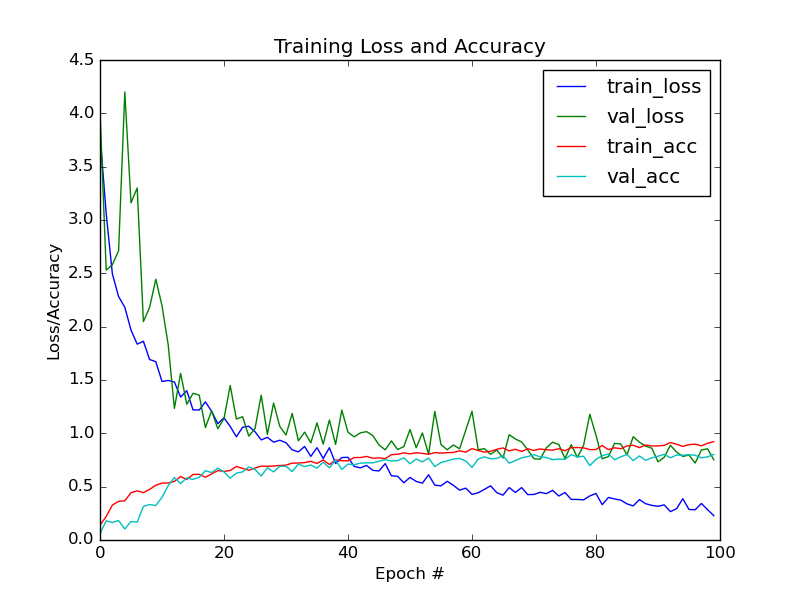 Training Loss and Accuracy
4.5
4.0
3.5
3.0
2.5
2.0
1.5
1.0
0.5
0.0
Loss/Accuracy
train_loss
val_loss
train_acc
val_acc
0 20 40 60 80 100
Epoch #